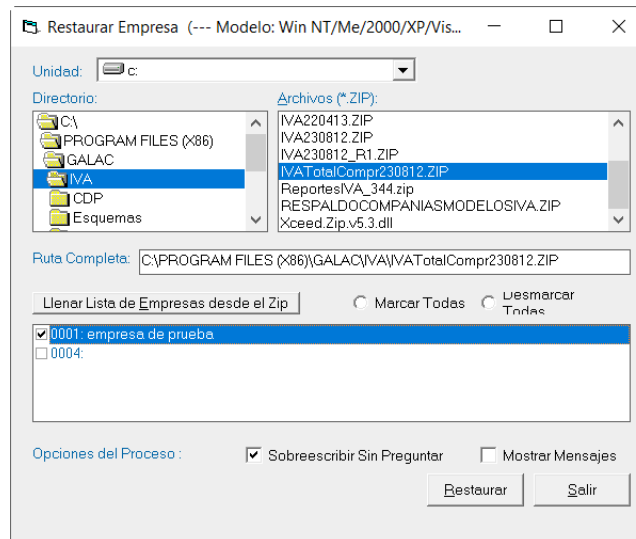 Restaurar Empresa (--- Modelo: Win NT/Me/2000/XP/Vis...
Unidad: c:
Directorio:
C:\
PROGRAM FILES (X86)
GALAC
IVA
CDP
Esquemas
Archivos (*.ZIP):
IVA220413.ZIP
IVA230812.ZIP
IVA230812_R1.ZIP
IVATotalCompr230812.ZIP
ReportesIVA_344.zip
RESPALDOCOMPANIASMODELOSIVA.ZIP
Xceed.Zip.v5.3.dll
Ruta Completa: C:\PROGRAM FILES (X86)\GALAC\IVA\IVATotalCompr230812.ZIP
Llenar Lista de Empresas desde el Zip
Marcar Todas
Desmarcar
Todas
0001: empresa de prueba
0004:
Opciones del Proceso :
Sobreescribir Sin Preguntar
Mostrar Mensajes
Restaurar
Salir